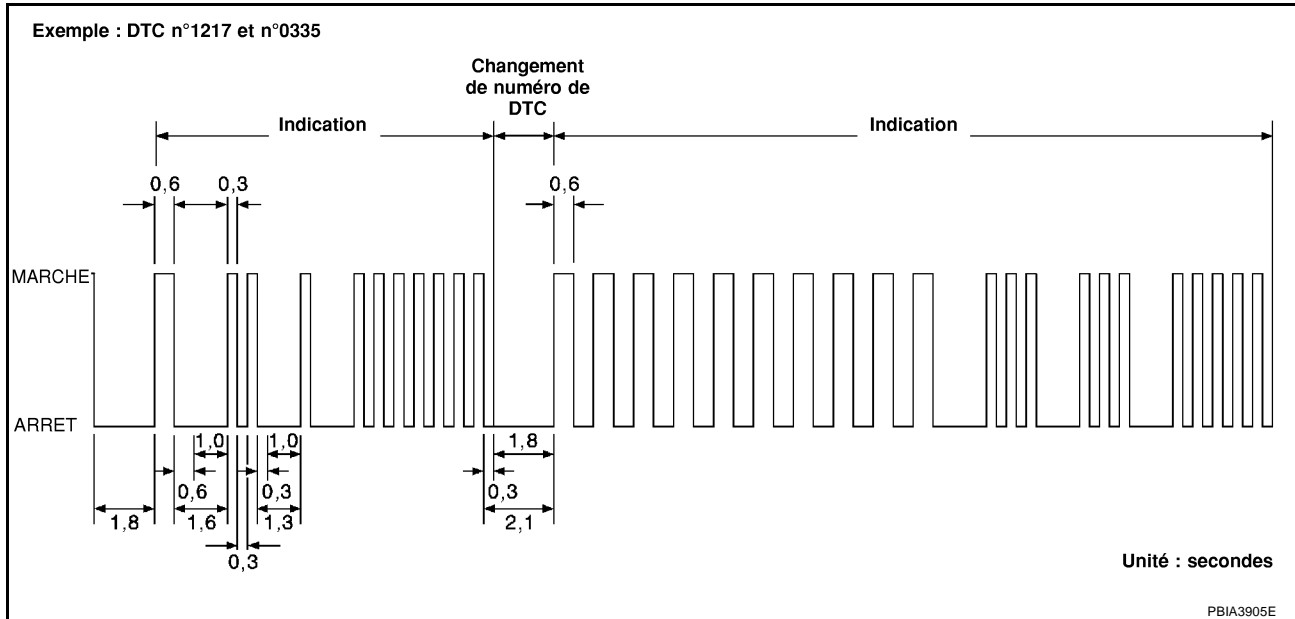 Exemple : DTC n°1217 et n°0335
Changement
de numéro de
DTC
Indication
Indication
0,6
0,3
0,6
MARCHE
ARRET
1,0
1,0
1,8
0,6
0,3
0,3
1,8
1,6
1,3
2,1
0,3
Unité : secondes
PBIA3905E